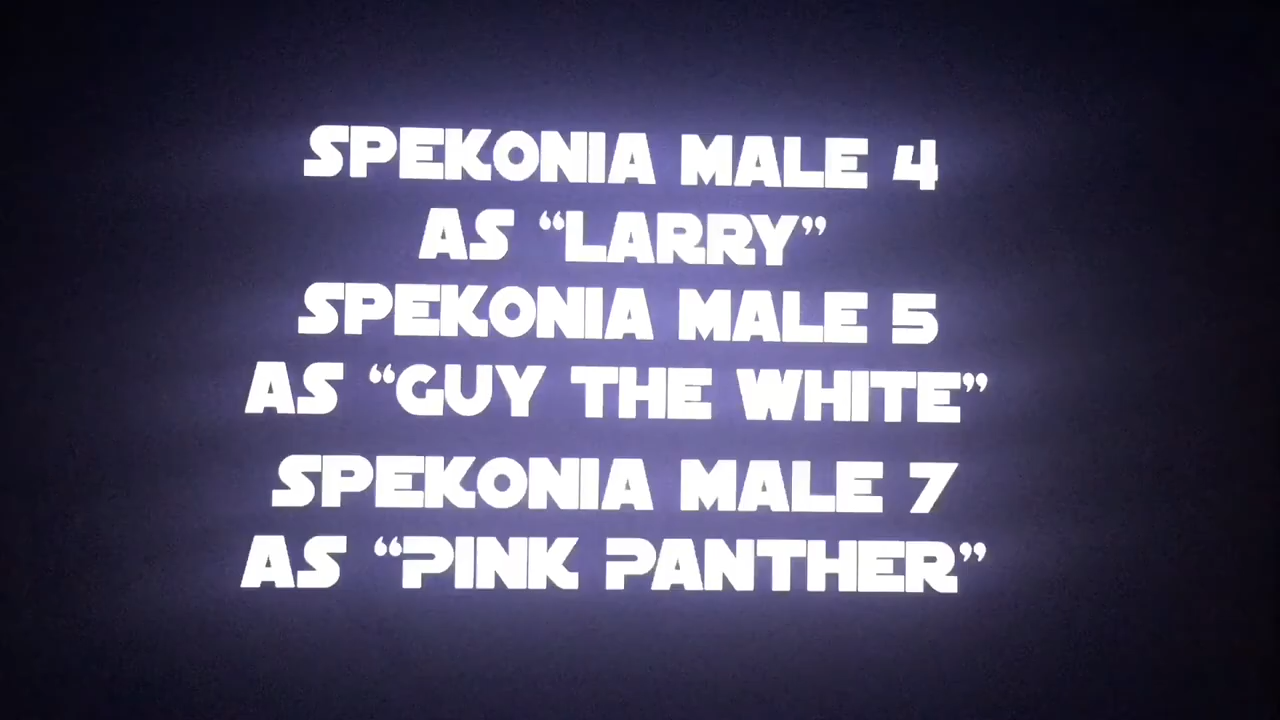 SPEKONIA MALE 4
AS “LARRY”
SPEKONIA MALE 5
AS “GUY THE WHITE”
SPEKONIA MALE 7
AS “PINK PANTHER”